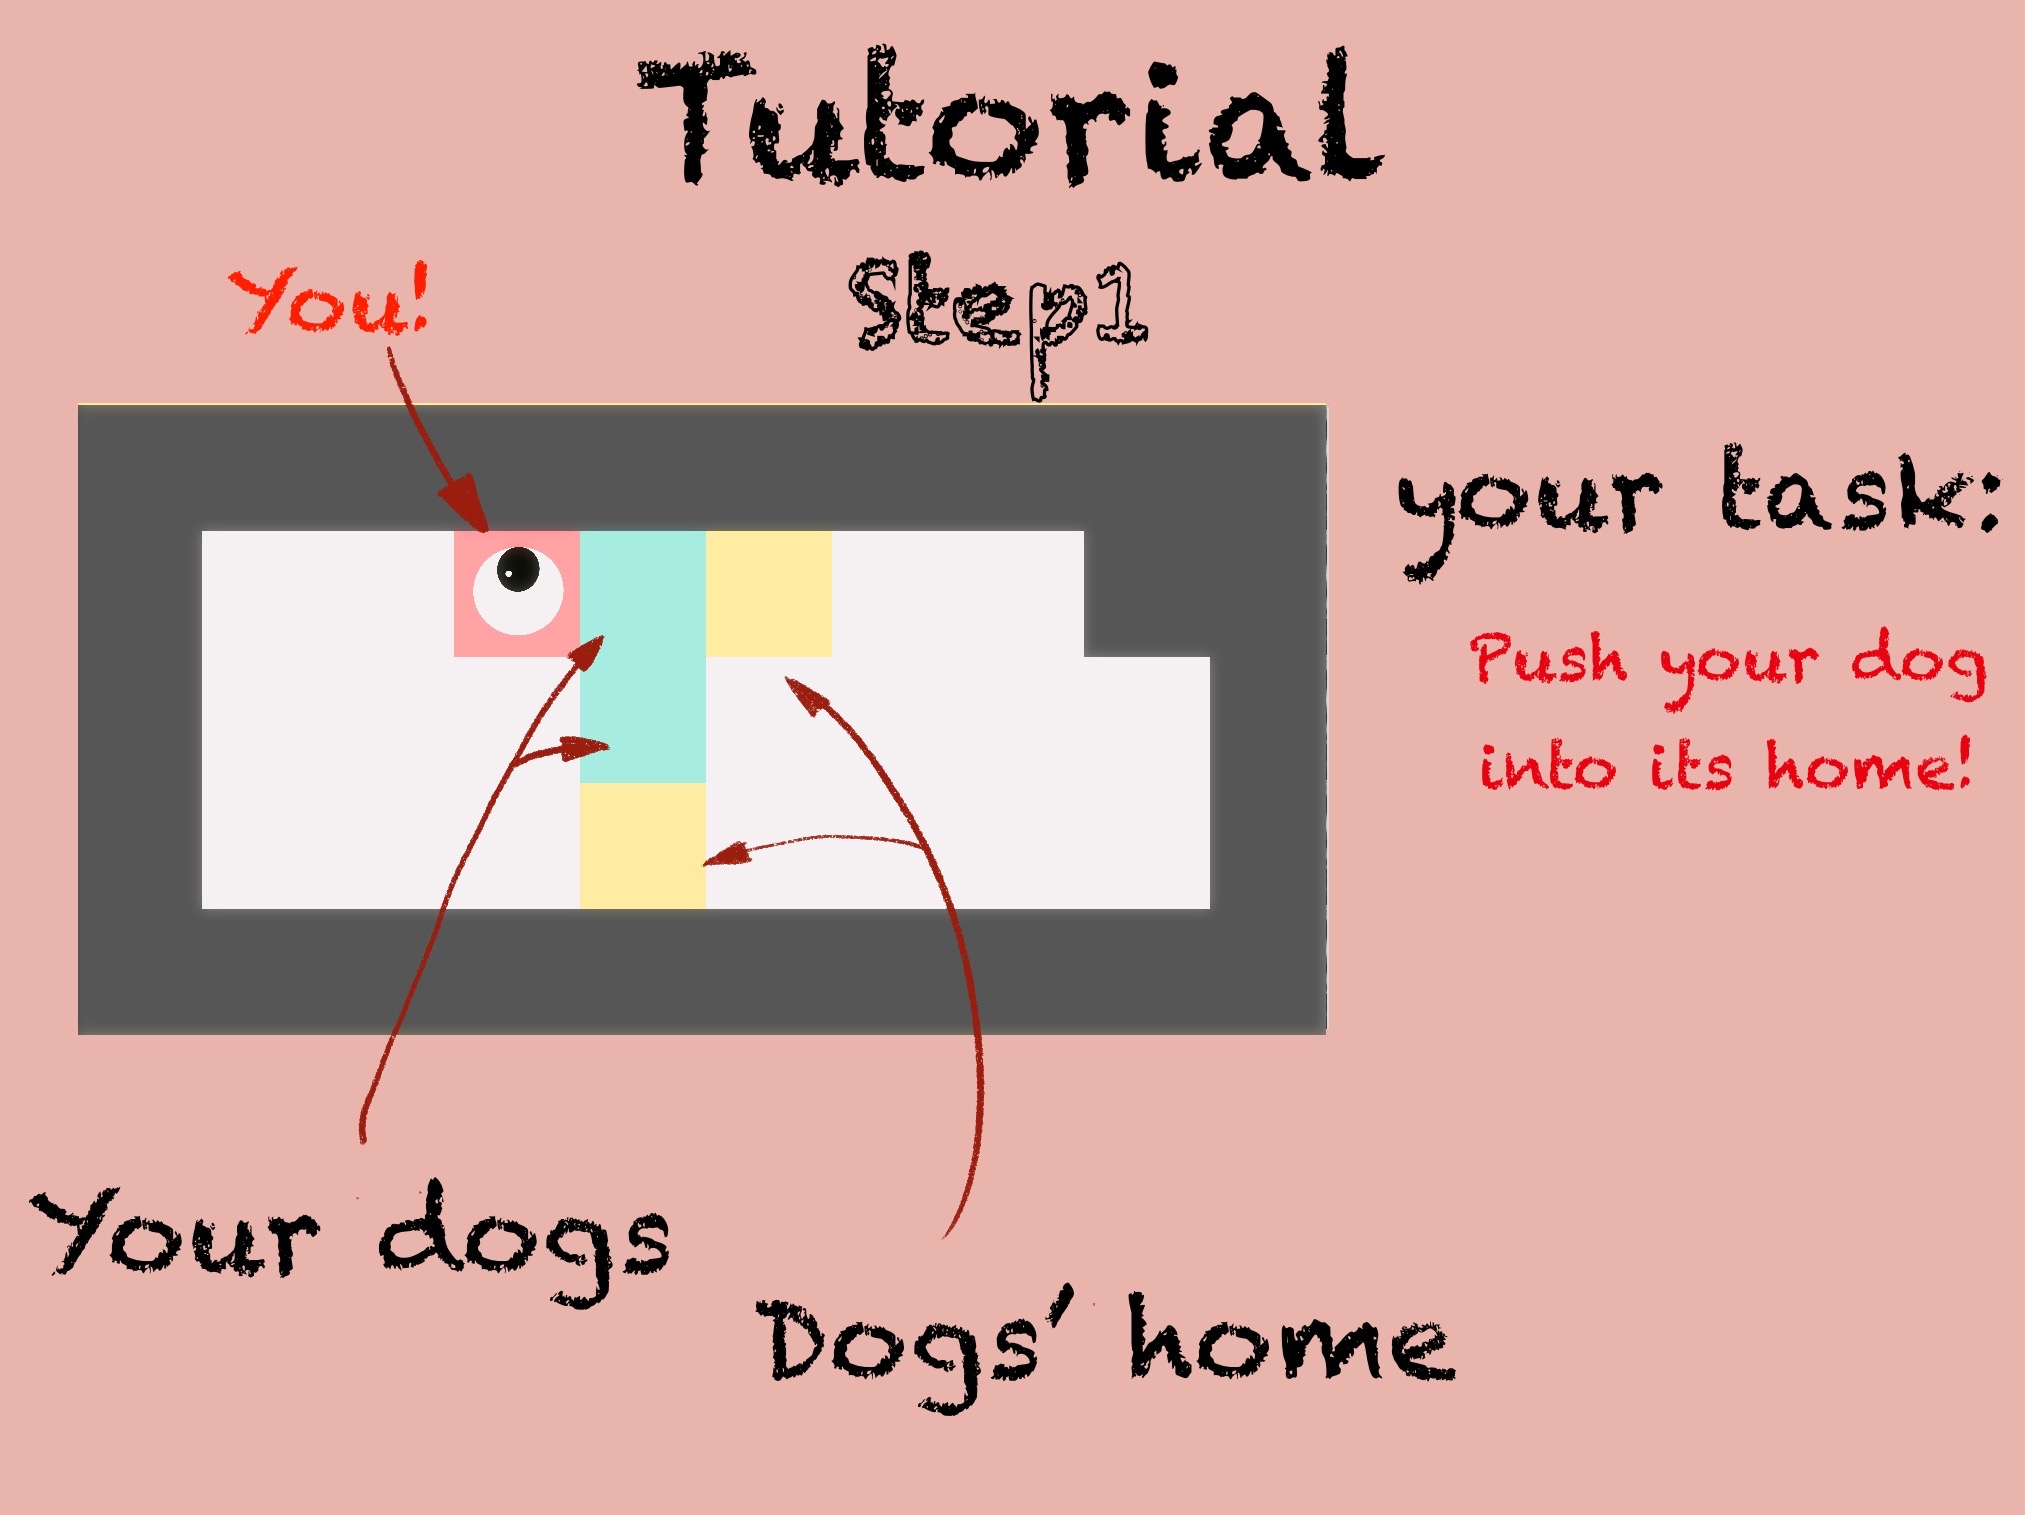 Tutorial
Step1
You!
your task:
Push your dog
into its home!
Your dogs
Dogs' home